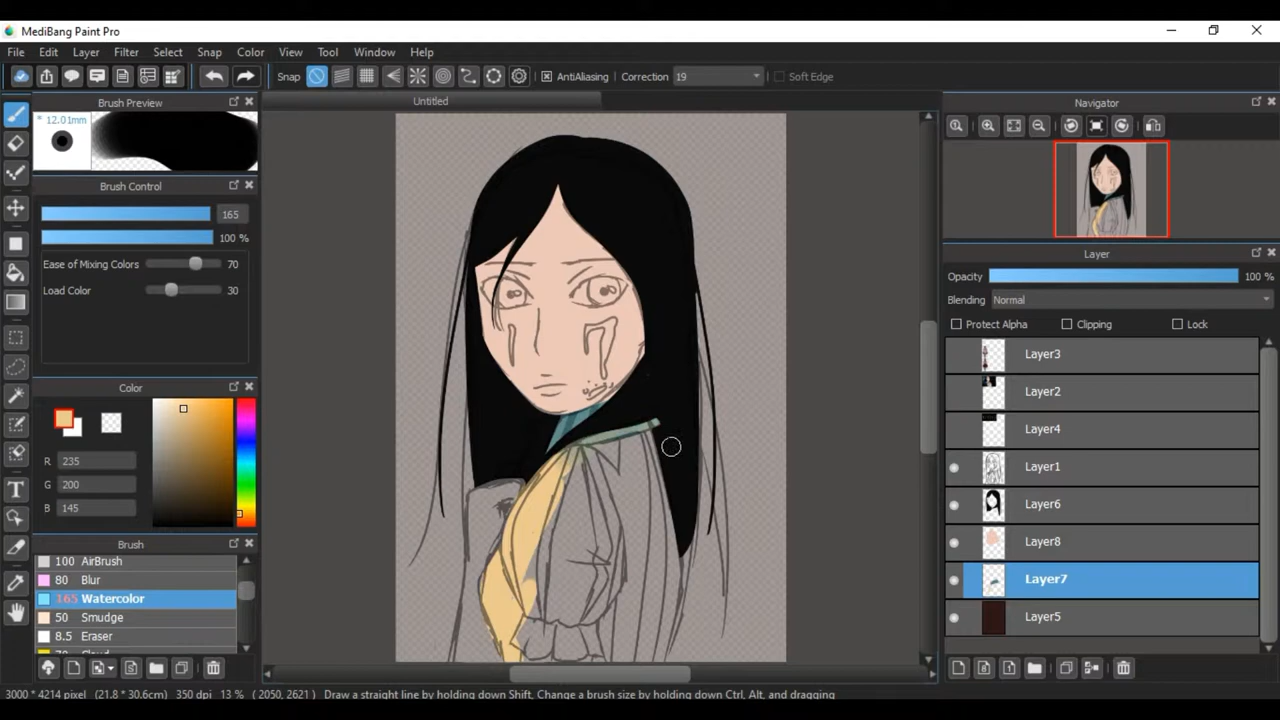 MediBang Paint Pro
File Edit Layer Filter Select Snap Color View Tool Window Help
Snap AntiAliasing Correction 19 Soft Edge
Brush Preview
* 12.01mm
Brush Control
165
100 %
Ease of Mixing Colors 70
Load Color 30
Color
R 235
G 200
B 145
Brush
100 AirBrush
80 Blur
165 Watercolor
50 Smudge
8.5 Eraser
Untitled
Navigator
Layer
Opacity 100 %
Blending Normal
Protect Alpha Clipping Lock
Layer3
Layer2
Layer4
Layer1
Layer6
Layer8
Layer7
Layer5
3000 * 4214 pixel (21.8 * 30.6cm) 350 dpi 13 % ( 2050, 2621) Draw a straight line by holding down Shift, Change a brush size by holding down Ctrl, Alt, and dragging